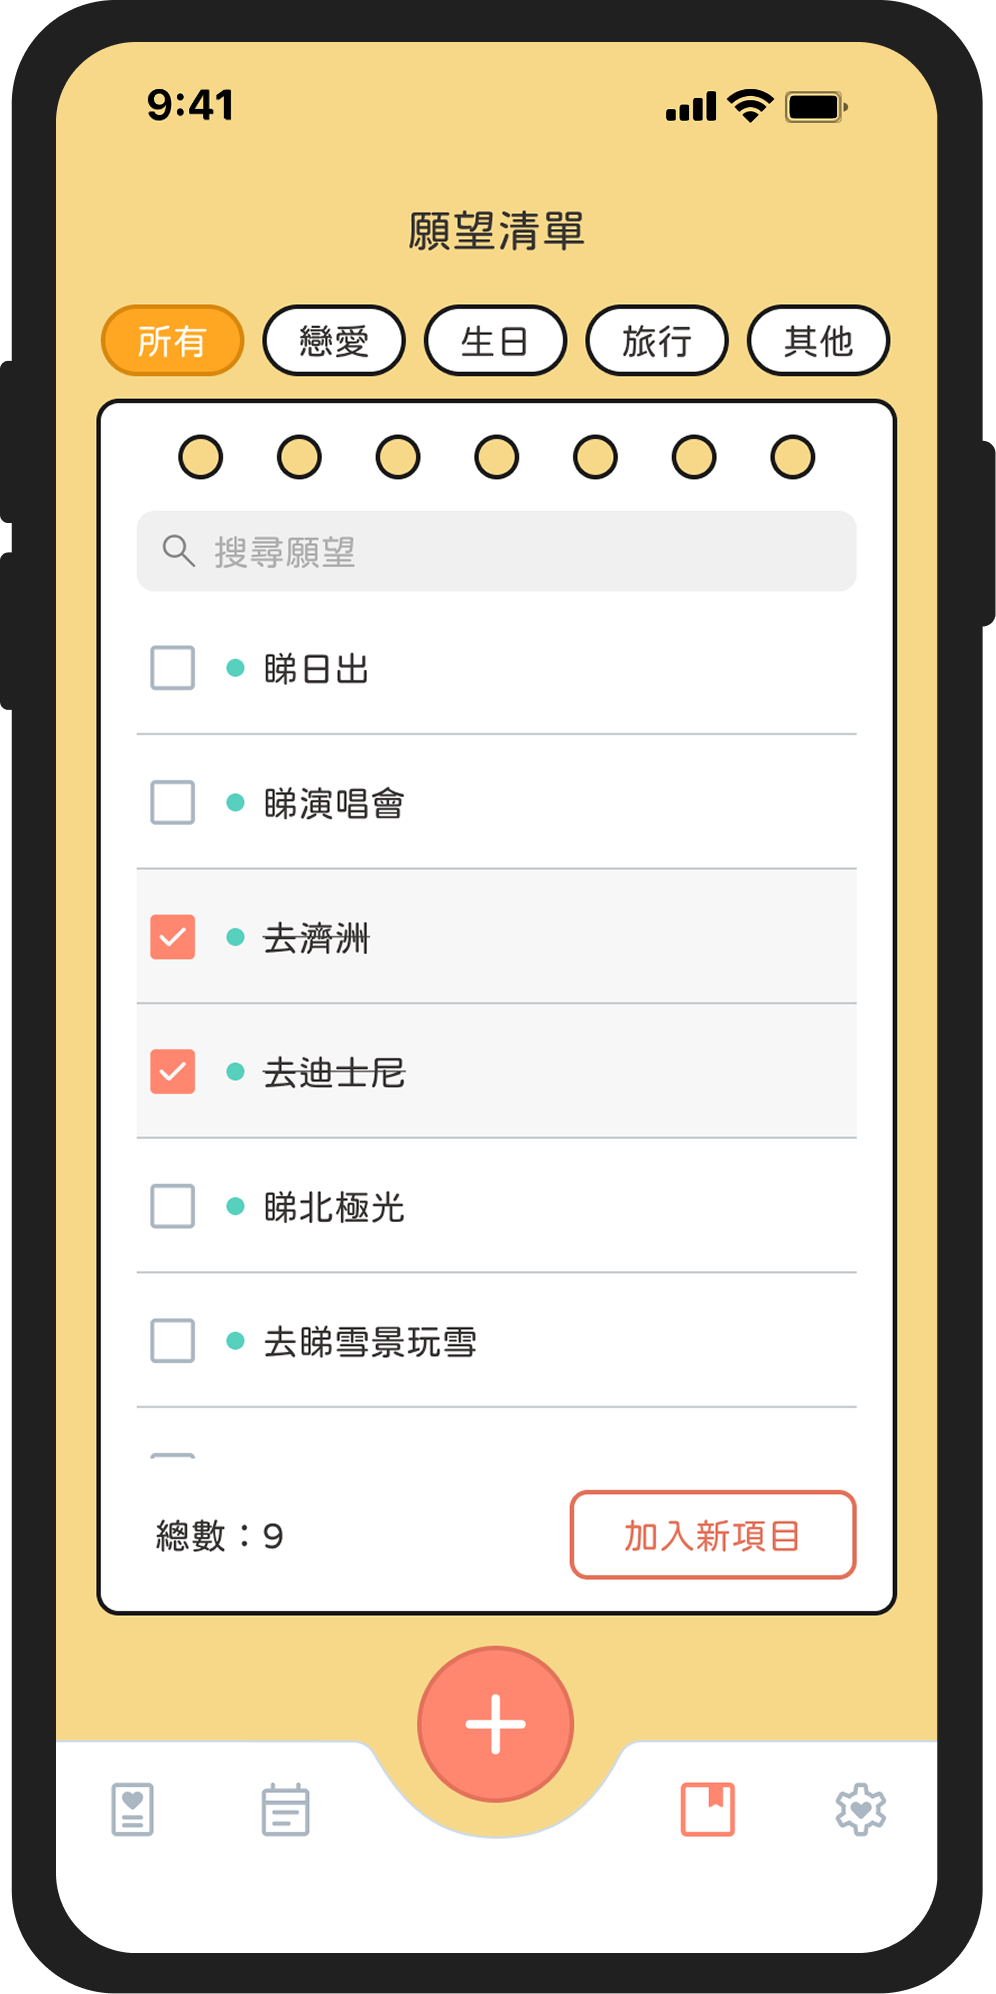 9:41
願望清單
所有 戀愛 生日 旅行 其他
搜尋願望
睇日出
睇演唱會
去濟洲
去迪士尼
睇北極光
去睇雪景玩雪
總數：9 加入新項目